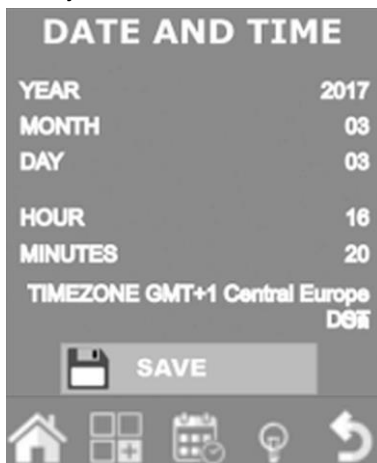 DATE AND TIME
YEAR 2017
MONTH 03
DAY 03
HOUR 16
MINUTES 20
TIMEZONE GMT+1 Central Europe
SAVE